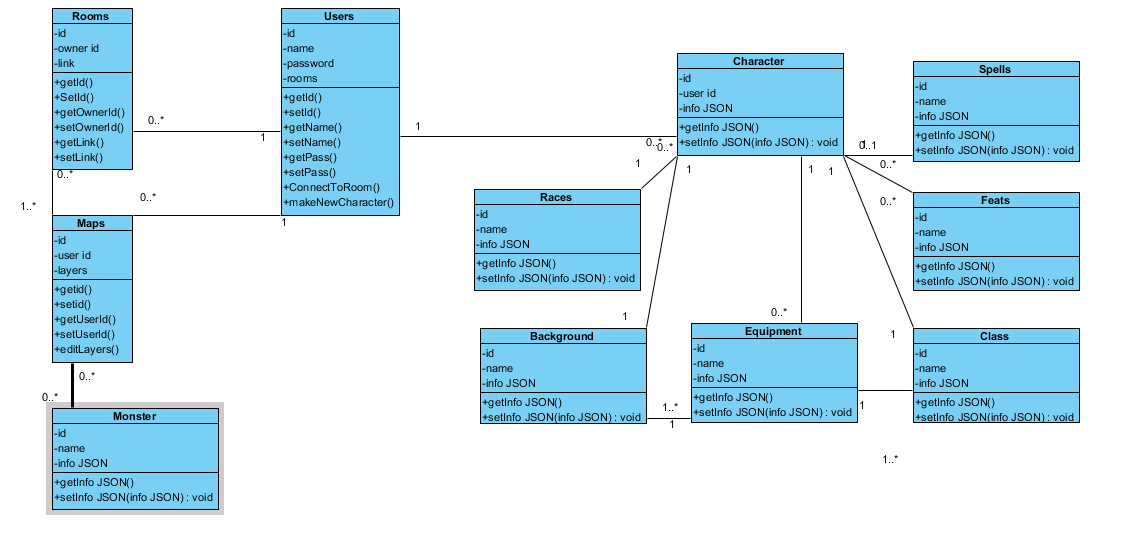 Rooms
-id
-owner id
-link
+getId()
+SetId()
+getOwnerId()
+setOwnerId()
+getLink()
+setLink()
Users
-id
-name
-password
-rooms
+getId()
+setId()
+getName()
+setName()
+getPass()
+setPass()
+ConnectToRoom()
+makeNewCharacter()
Character
-id
-user id
-info JSON
+getInfo JSON()
+setInfo JSON(info JSON) : void
Spells
-id
-name
-info JSON
+getInfo JSON()
+setInfo JSON(info JSON) : void
0..*
1
1
0..*
0..*
0..1
1
0..*
1..*
0..*
1
0..*
1
1
1
1
0..*
Maps
-id
-user id
-layers
+getid()
+setid()
+getUserId()
+setUserId()
+editLayers()
Races
-id
-name
-info JSON
+getInfo JSON()
+setInfo JSON(info JSON) : void
Feats
-id
-name
-info JSON
+getInfo JSON()
+setInfo JSON(info JSON) : void
1
0..*
1
Background
-id
-name
-info JSON
+getInfo JSON()
+setInfo JSON(info JSON) : void
Equipment
-id
-name
-info JSON
+getInfo JSON()
+setInfo JSON(info JSON) : void
Class
-id
-name
-info JSON
+getInfo JSON()
+setInfo JSON(info JSON) : void
0..*
0..*
1..*
1
1
1..*
Monster
-id
-name
-info JSON
+getInfo JSON()
+setInfo JSON(info JSON) : void